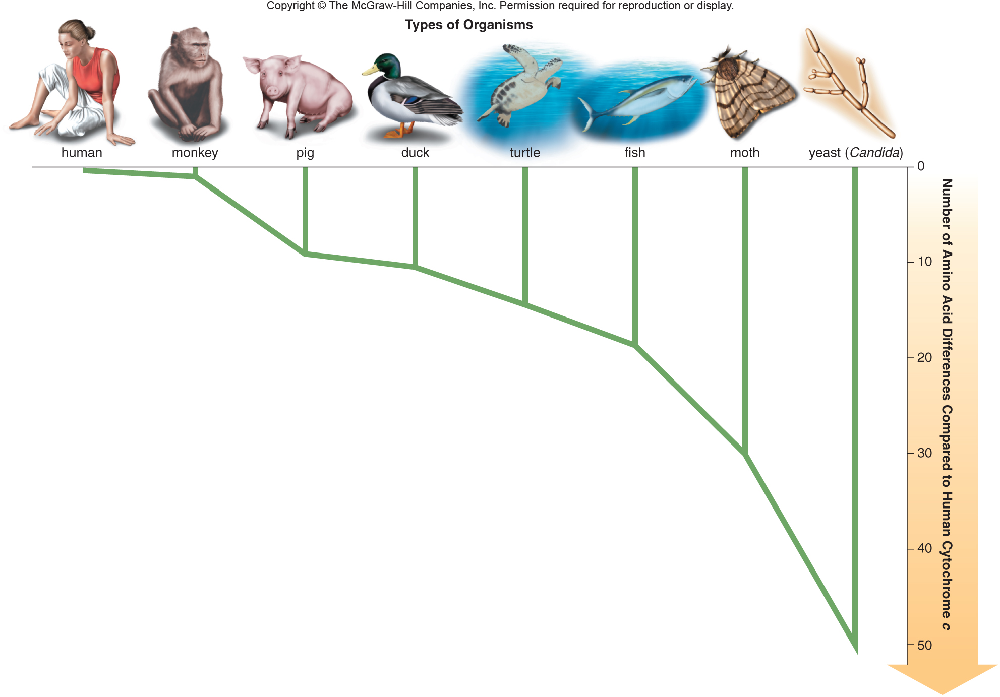 Copyright © The McGraw-Hill Companies, Inc. Permission required for reproduction or display.
Types of Organisms
human monkey pig duck turtle fish moth yeast (Candida)
0
10
20
30
40
50
Number of Amino Acid Differences Compared to Human Cytochrome c